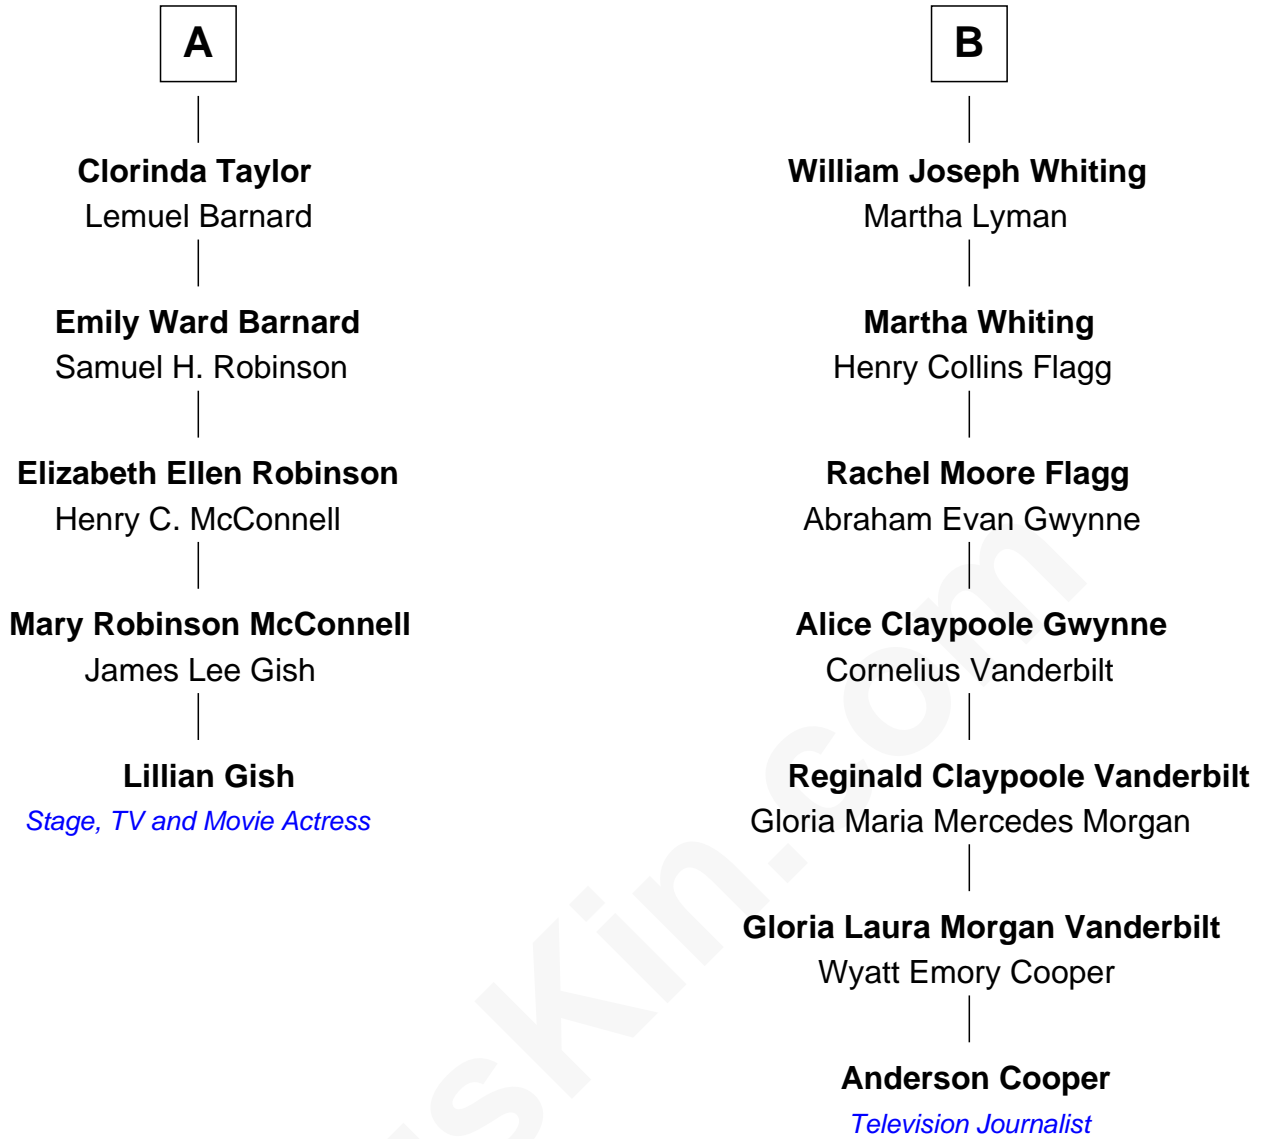 A
Clorinda Taylor
Lemuel Barnard
Emily Ward Barnard
Samuel H. Robinson
Elizabeth Ellen Robinson
Henry C. McConnell
Mary Robinson McConnell
James Lee Gish
Lillian Gish
Stage, TV and Movie Actress
B
William Joseph Whiting
Martha Lyman
Martha Whiting
Henry Collins Flagg
Rachel Moore Flagg
Abraham Evan Gwynne
Alice Claypoole Gwynne
Cornelius Vanderbilt
Reginald Claypoole Vanderbilt
Gloria Maria Mercedes Morgan
Gloria Laura Morgan Vanderbilt
Wyatt Emory Cooper
Anderson Cooper
Television Journalist
sKin.com